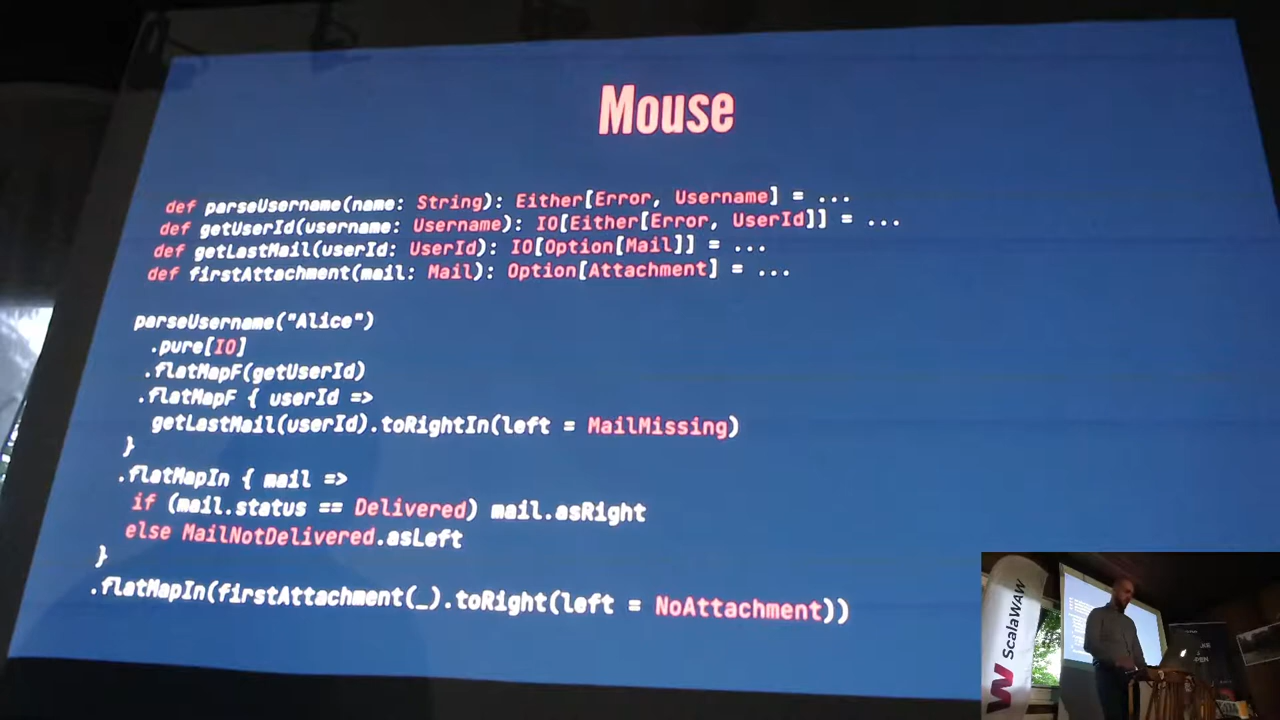 Mouse
def parseUsername(name: String): Either[Error, Username] = ...
def getUserId(username: Username): IO[Either[Error, UserId]] = ...
def getLastMail(userId: UserId): IO[Option[Mail]] = ...
def firstAttachment(mail: Mail): Option[Attachment] = ...
parseUsername("Alice")
.pure[IO]
.flatMapF(getUserId)
.flatMapF { userId =>
getLastMail(userId).toRightIn(left = MailMissing)
}
.flatMapIn { mail =>
if (mail.status == Delivered) mail.asRight
else MailNotDelivered.asLeft
}
.flatMapIn(firstAttachment(_).toRight(left = NoAttachment))
W ScalaWAW